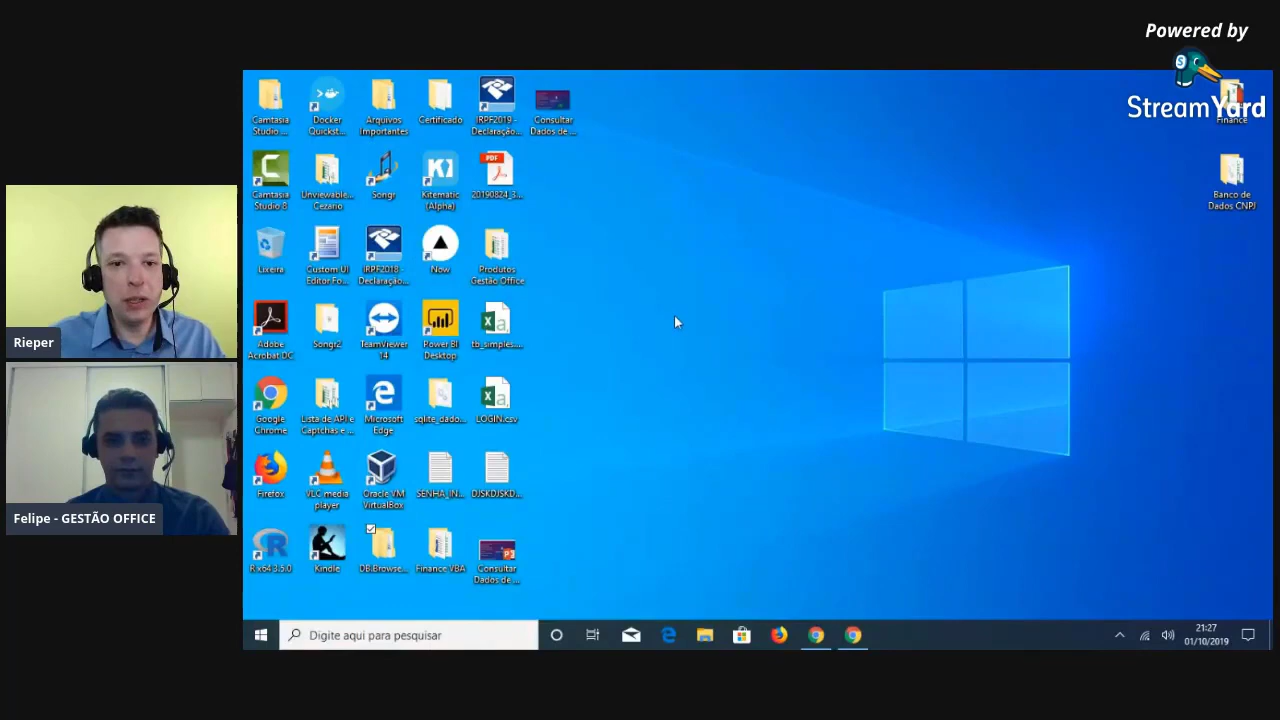 Powered by
StreamYard
Rieper
Felipe - GESTÃO OFFICE
Camtasia
Studio ...
Docker
Quickst...
Arquivos
Importantes
Certificado
IRPF2019 -
Declaração...
Consultar
Dados de ...
Finance
Camtasia
Studio 8
Unviewable...
Cezario
Songr
Kitematic
(Alpha)
PDF
20190824_3...
Banco de
Dados CNPJ
Lixeira
Custom UI
Editor Fo...
IRPF2018 -
Declaração...
Now
Produtos
Gestão Office
Adobe
Acrobat DC
Songr2
TeamViewer
14
Power BI
Desktop
tb_simples....
Google
Chrome
Lista de API e
Captchas e ...
Microsoft
Edge
sqlite_dado...
LOGIN.csv
Firefox
VLC media
player
Oracle VM
VirtualBox
SENHA_IN...
DJSKDJSKD...
R x64 3.5.0
Kindle
DB.Browse...
Finance VBA
Consultar
Dados de ...
Digite aqui para pesquisar
21:27
01/10/2019